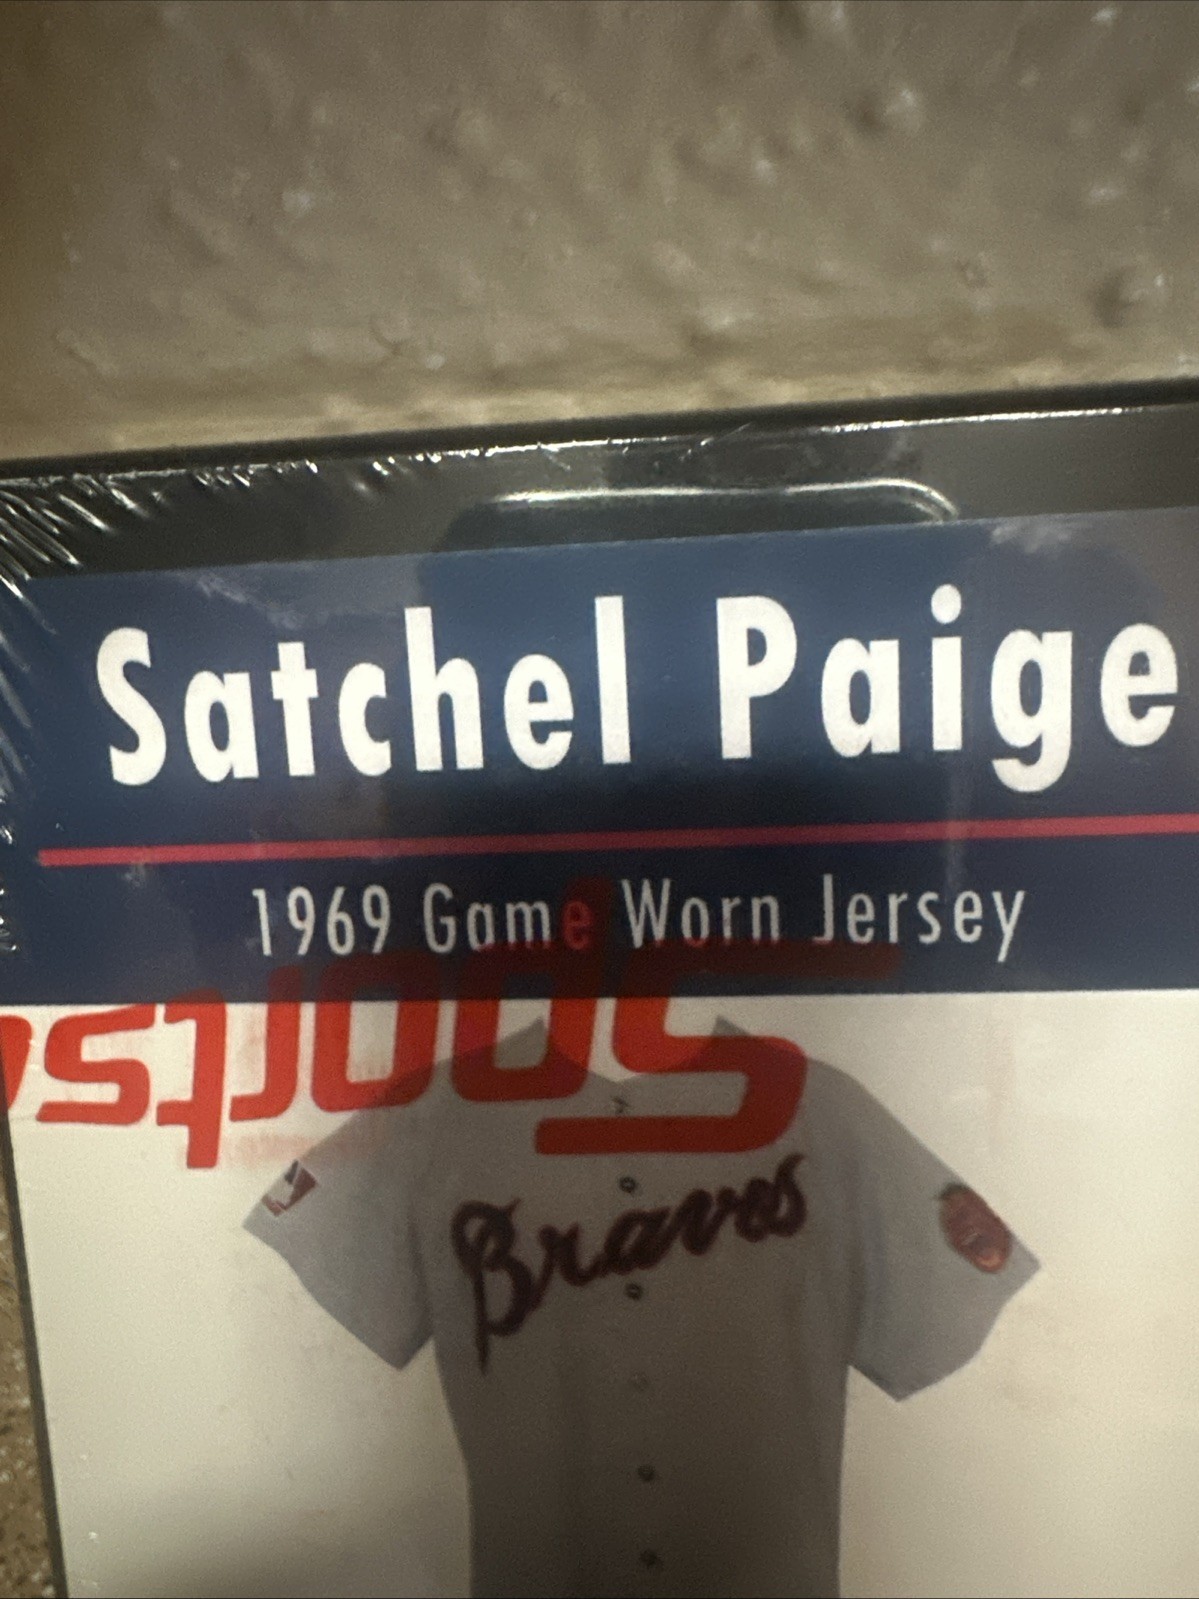 Satchel Paige
1969 Game Worn Jersey
Sports
Braves